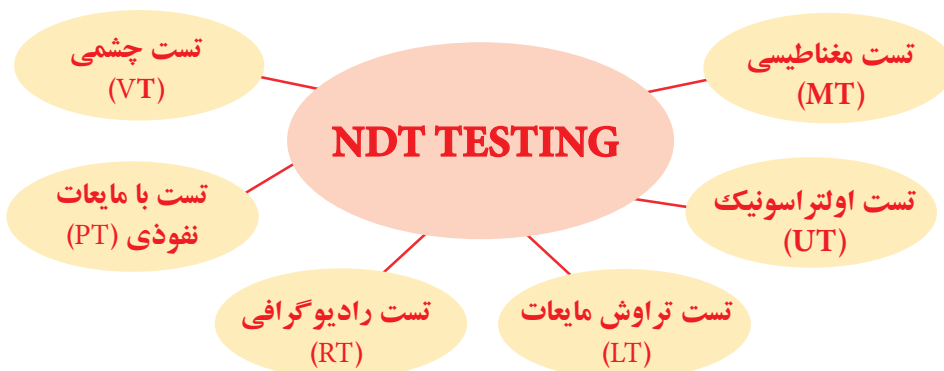 تست چشمی
(VT)
تست مغناطیسی
(MT)
NDT TESTING
تست با مایعات
نفوذی (PT)
تست اولتراسونیک
(UT)
تست رادیوگرافی
(RT)
تست تراوش مایعات
(LT)